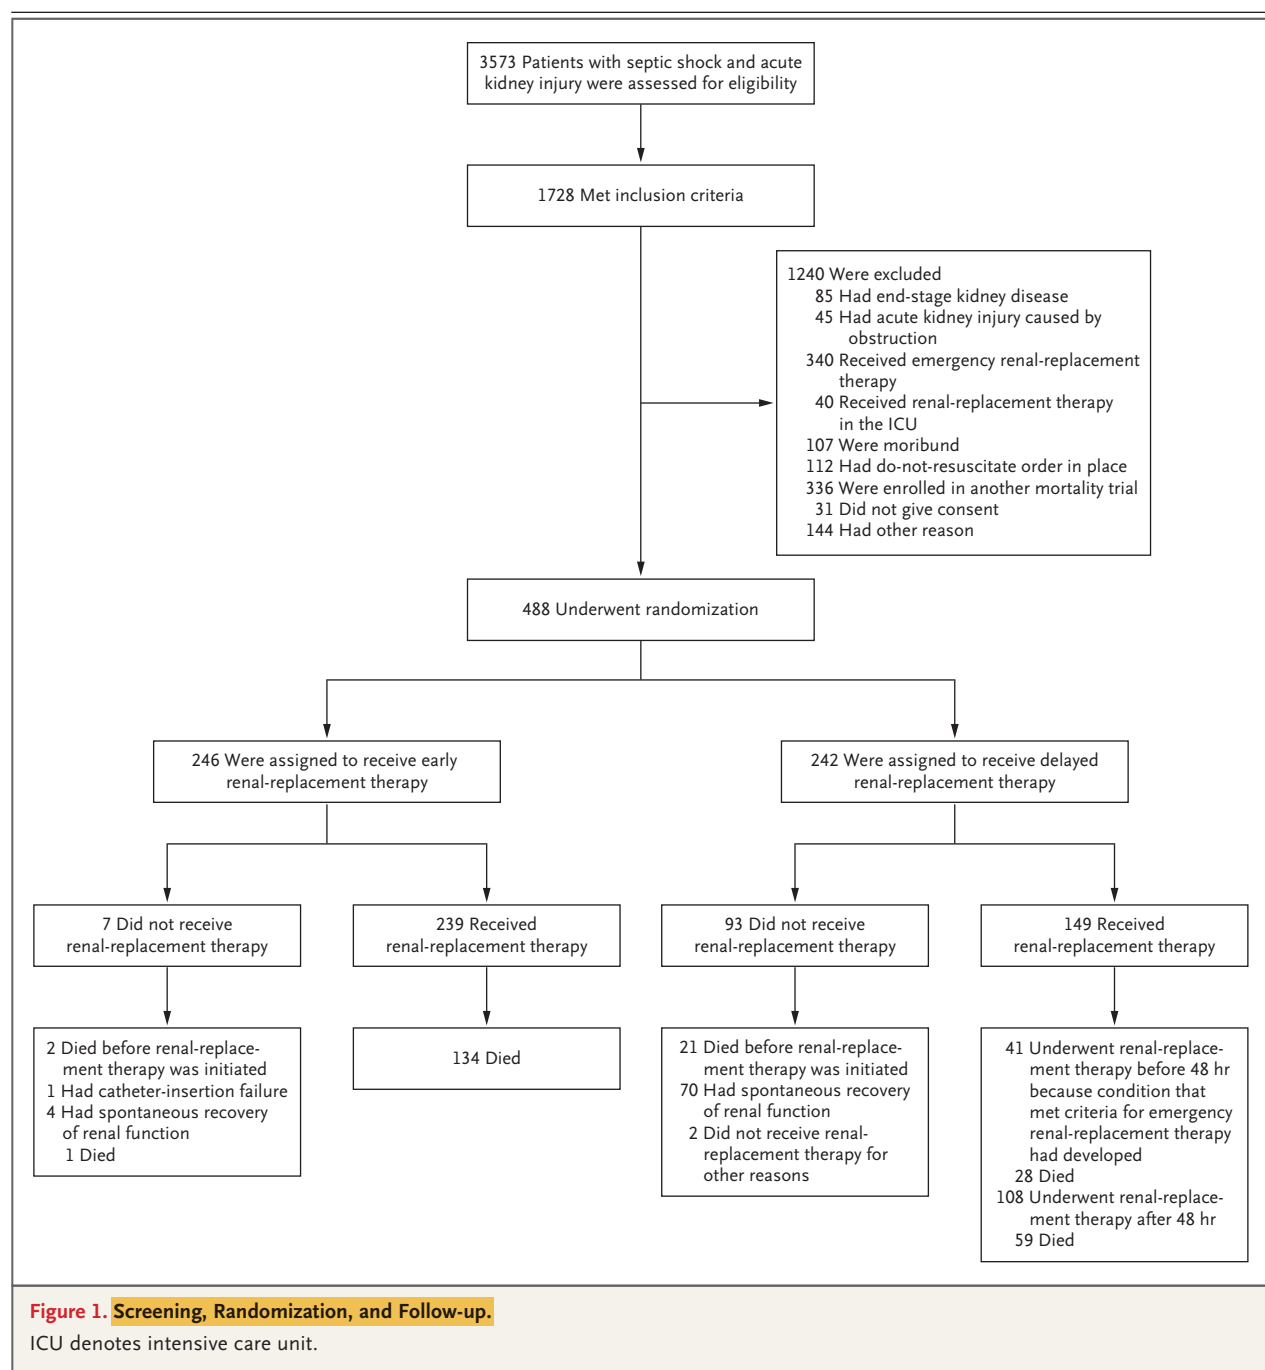 3573 Patients with septic shock and acute
kidney injury were assessed for eligibility
1728 Met inclusion criteria
1240 Were excluded
85 Had end-stage kidney disease
45 Had acute kidney injury caused by
obstruction
340 Received emergency renal-replacement
therapy
40 Received renal-replacement therapy
in the ICU
107 Were moribund
112 Had do-not-resuscitate order in place
336 Were enrolled in another mortality trial
31 Did not give consent
144 Had other reason
488 Underwent randomization
246 Were assigned to receive early
renal-replacement therapy
242 Were assigned to receive delayed
renal-replacement therapy
7 Did not receive
renal-replacement therapy
239 Received
renal-replacement therapy
93 Did not receive
renal-replacement therapy
149 Received
renal-replacement therapy
2 Died before renal-replace-
ment therapy was initiated
1 Had catheter-insertion failure
4 Had spontaneous recovery
of renal function
1 Died
134 Died
21 Died before renal-replace-
ment therapy was initiated
70 Had spontaneous recovery
of renal function
2 Did not receive renal-
replacement therapy for
other reasons
41 Underwent renal-replace-
ment therapy before 48 hr
because condition that
met criteria for emergency
renal-replacement therapy
had developed
28 Died
108 Underwent renal-replace-
ment therapy after 48 hr
59 Died
Figure 1. Screening, Randomization, and Follow-up.
ICU denotes intensive care unit.